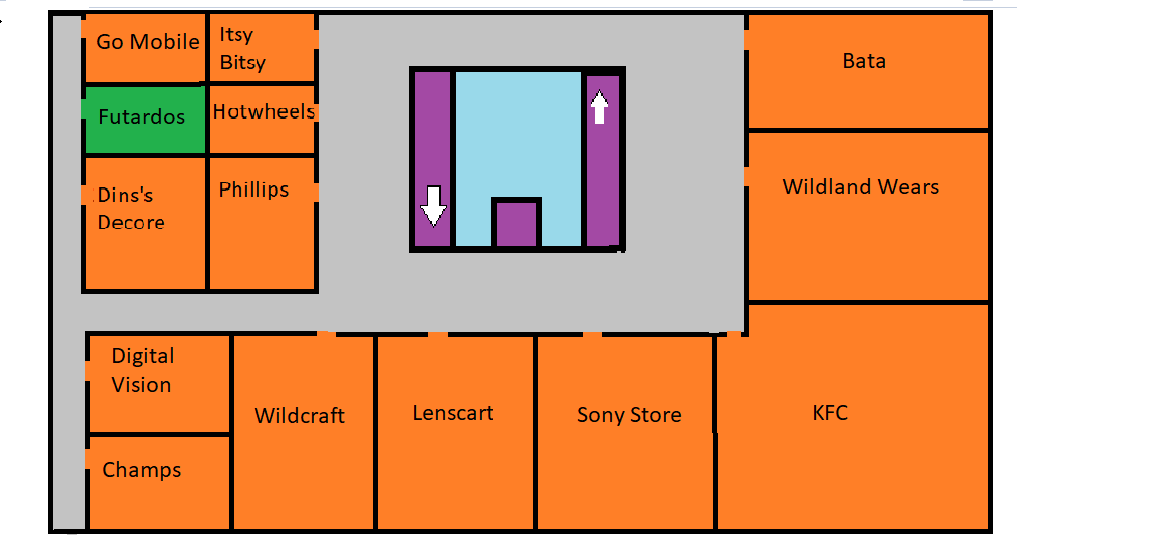 Go Mobile
Itsy
Bitsy
Bata
Futardos
Hotwheels
Dins's
Decore
Phillips
Wildland Wears
Digital
Vision
Wildcraft
Lenscart
Sony Store
KFC
Champs